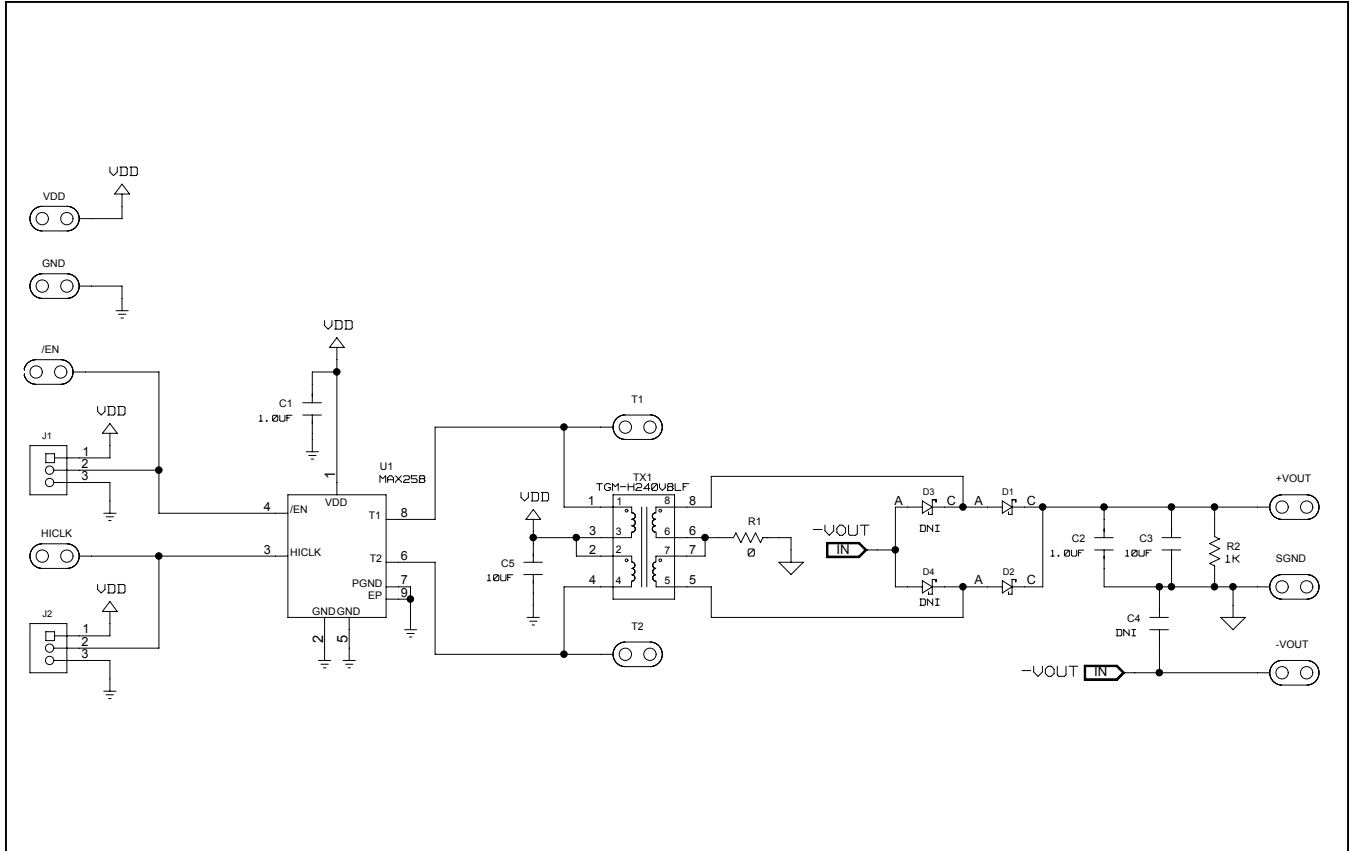 VDD
VDD
GND
/EN
VDD
J1
1
2
3
HICLK
VDD
J2
1
2
3
VDD
C1
1.0UF
1
U1
MAX258
VDD
4
/EN
T1
8
3
HICLK
T2
6
PGND
7
EP
9
GND
GND
2
5
T1
T2
VDD
C5
10UF
TX1
TGM-H240V8LF
1
1
8
8
3
3
6
6
2
2
7
7
4
4
5
5
R1
0
-VOUT
IN
A
D3
C
A
D1
C
DNI
D4
A
D2
C
DNI
C2
1.0UF
C3
10UF
R2
1K
C4
DNI
-VOUT
IN
+VOUT
SGND
-VOUT